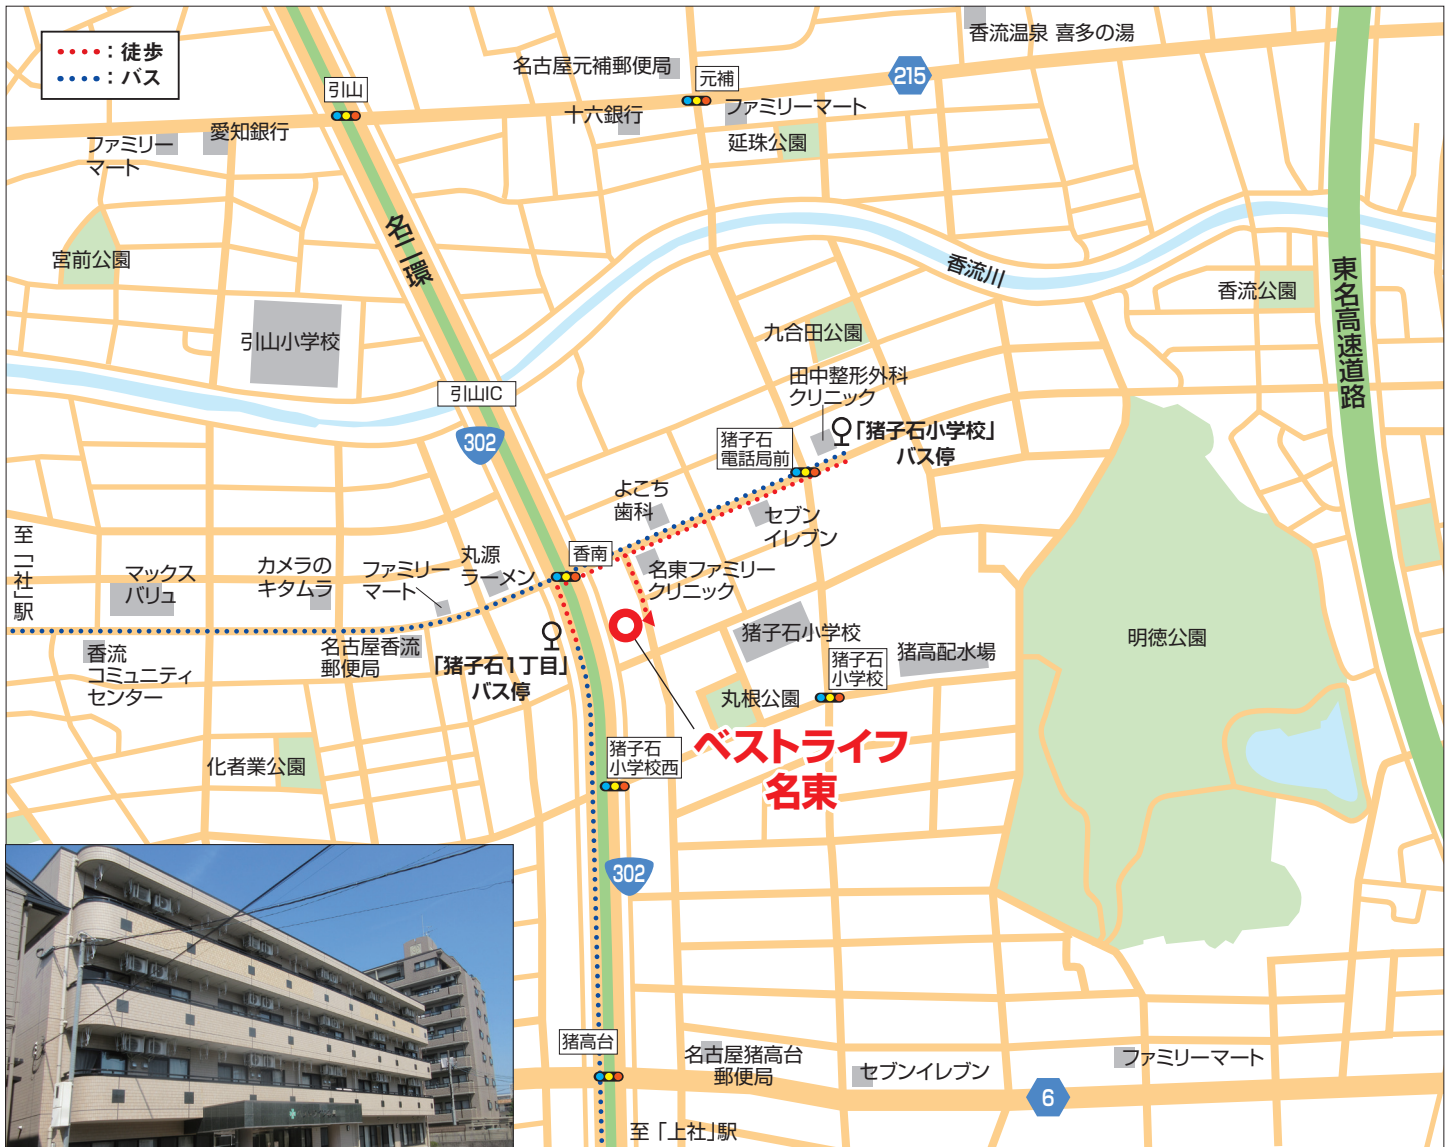 ：徒歩
：バス
香流温泉 喜多の湯
名古屋元補郵便局
元補
215
引山
十六銀行
ファミリーマート
愛知銀行
延珠公園
ファミリー
マート
名二環
宮前公園
香流川
香流公園
東名高速道路
九合田公園
引山小学校
田中整形外科
クリニック
引山IC
302
「猪子石小学校」
バス停
猪子石
電話局前
よこち
歯科
セブン
イレブン
至「一社」駅
香南
丸源
ラーメン
カメラの
キタムラ
ファミリー
マート
マックス
バリュ
名東ファミリー
クリニック
猪子石小学校
明徳公園
猪高配水場
香流
コミュニティ
センター
名古屋香流
郵便局
「猪子石1丁目」
バス停
猪子石
小学校
丸根公園
ベストライフ
名東
猪子石
小学校西
化者業公園
302
猪高台
名古屋猪高台
郵便局
セブンイレブン
ファミリーマート
6
至「上社」駅